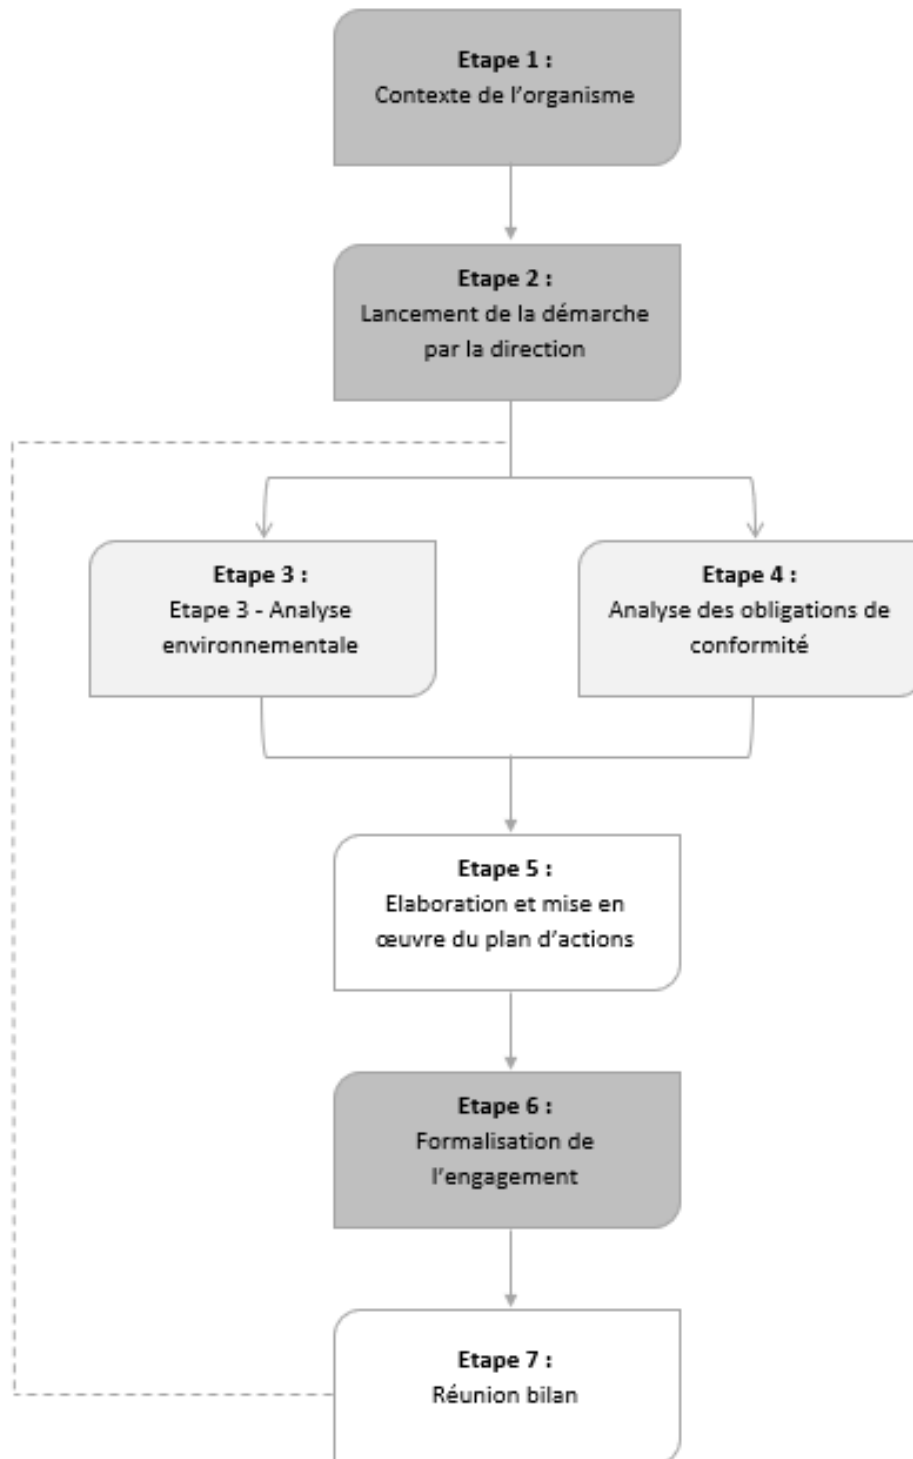 Etape 1 :
Contexte de l’organisme
Etape 2 :
Lancement de la démarche
par la direction
Etape 3 :
Etape 3 - Analyse
environnementale
Etape 4 :
Analyse des obligations de
conformité
Etape 5 :
Elaboration et mise en
œuvre du plan d’actions
Etape 6 :
Formalisation de
l’engagement
Etape 7 :
Réunion bilan